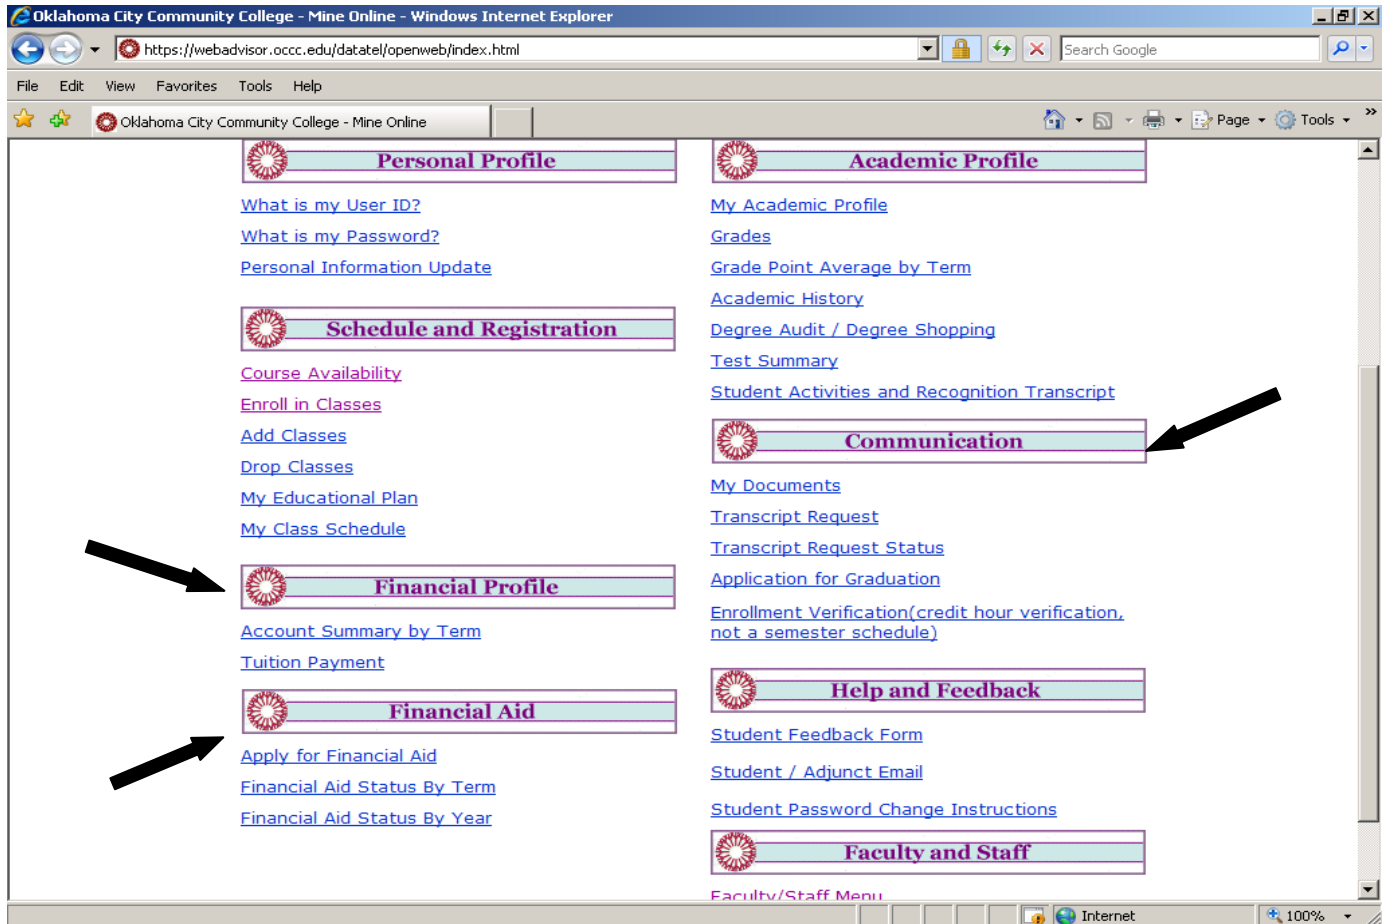 Oklahoma City Community College - Mine Online - Windows Internet Explorer
https://webadvisor.occc.edu/datatel/openweb/index.html
Search Google
File Edit View Favorites Tools Help
Oklahoma City Community College - Mine Online
Page Tools »
Personal Profile
What is my User ID?
What is my Password?
Personal Information Update
Schedule and Registration
Course Availability
Enroll in Classes
Add Classes
Drop Classes
My Educational Plan
My Class Schedule
Financial Profile
Account Summary by Term
Tuition Payment
Financial Aid
Apply for Financial Aid
Financial Aid Status By Term
Financial Aid Status By Year
Academic Profile
My Academic Profile
Grades
Grade Point Average by Term
Academic History
Degree Audit / Degree Shopping
Test Summary
Student Activities and Recognition Transcript
Communication
My Documents
Transcript Request
Transcript Request Status
Application for Graduation
Enrollment Verification(credit hour verification,
not a semester schedule)
Help and Feedback
Student Feedback Form
Student / Adjunct Email
Student Password Change Instructions
Faculty and Staff
Faculty/Staff Menu
Internet
100%